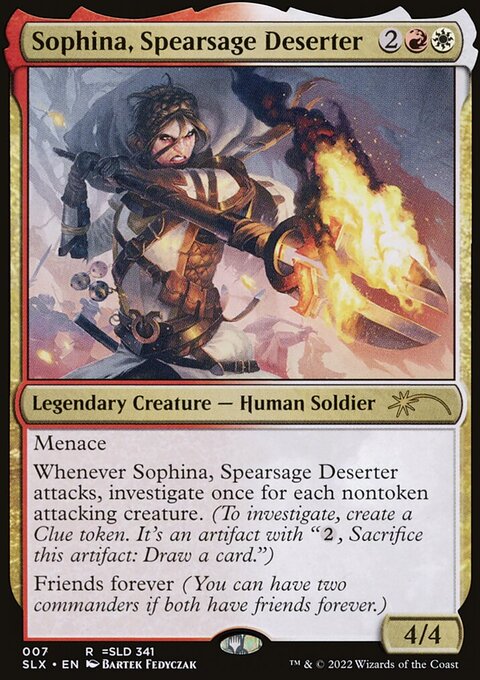 Sophina, Spearsage Deserter 2
Legendary Creature — Human Soldier
Menace
Whenever Sophina, Spearsage Deserter
attacks, investigate once for each nontoken
attacking creature. (To investigate, create a
Clue token. It's an artifact with “2, Sacrifice
this artifact: Draw a card.”)
Friends forever (You can have two
commanders if both have friends forever.)
4/4
007 R =SLD 341
SLX • EN Bartek Fedyczak
™ & © 2022 Wizards of the Coast